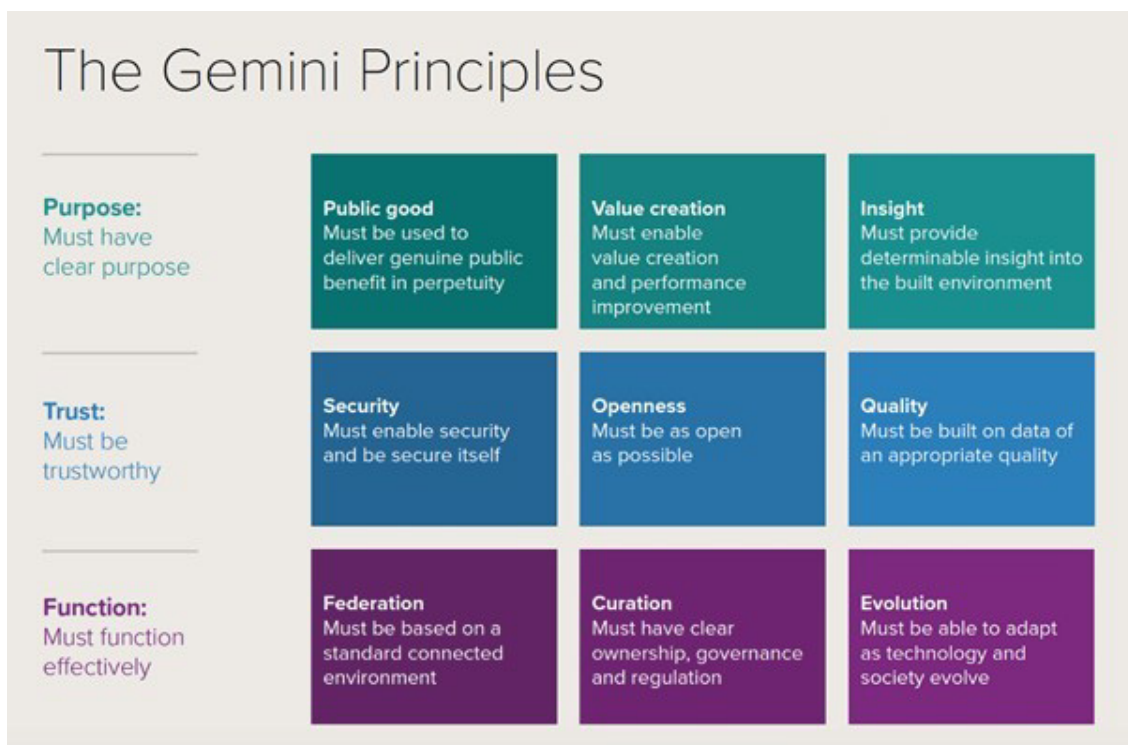 The Gemini Principles
Purpose:
Must have
clear purpose
Public good
Must be used to
deliver genuine public
benefit in perpetuity
Value creation
Must enable
value creation
and performance
improvement
Insight
Must provide
determinable insight into
the built environment
Trust:
Must be
trustworthy
Security
Must enable security
and be secure itself
Openness
Must be as open
as possible
Quality
Must be built on data of
an appropriate quality
Function:
Must function
effectively
Federation
Must be based on a
standard connected
environment
Curation
Must have clear
ownership, governance
and regulation
Evolution
Must be able to adapt
as technology and
society evolve